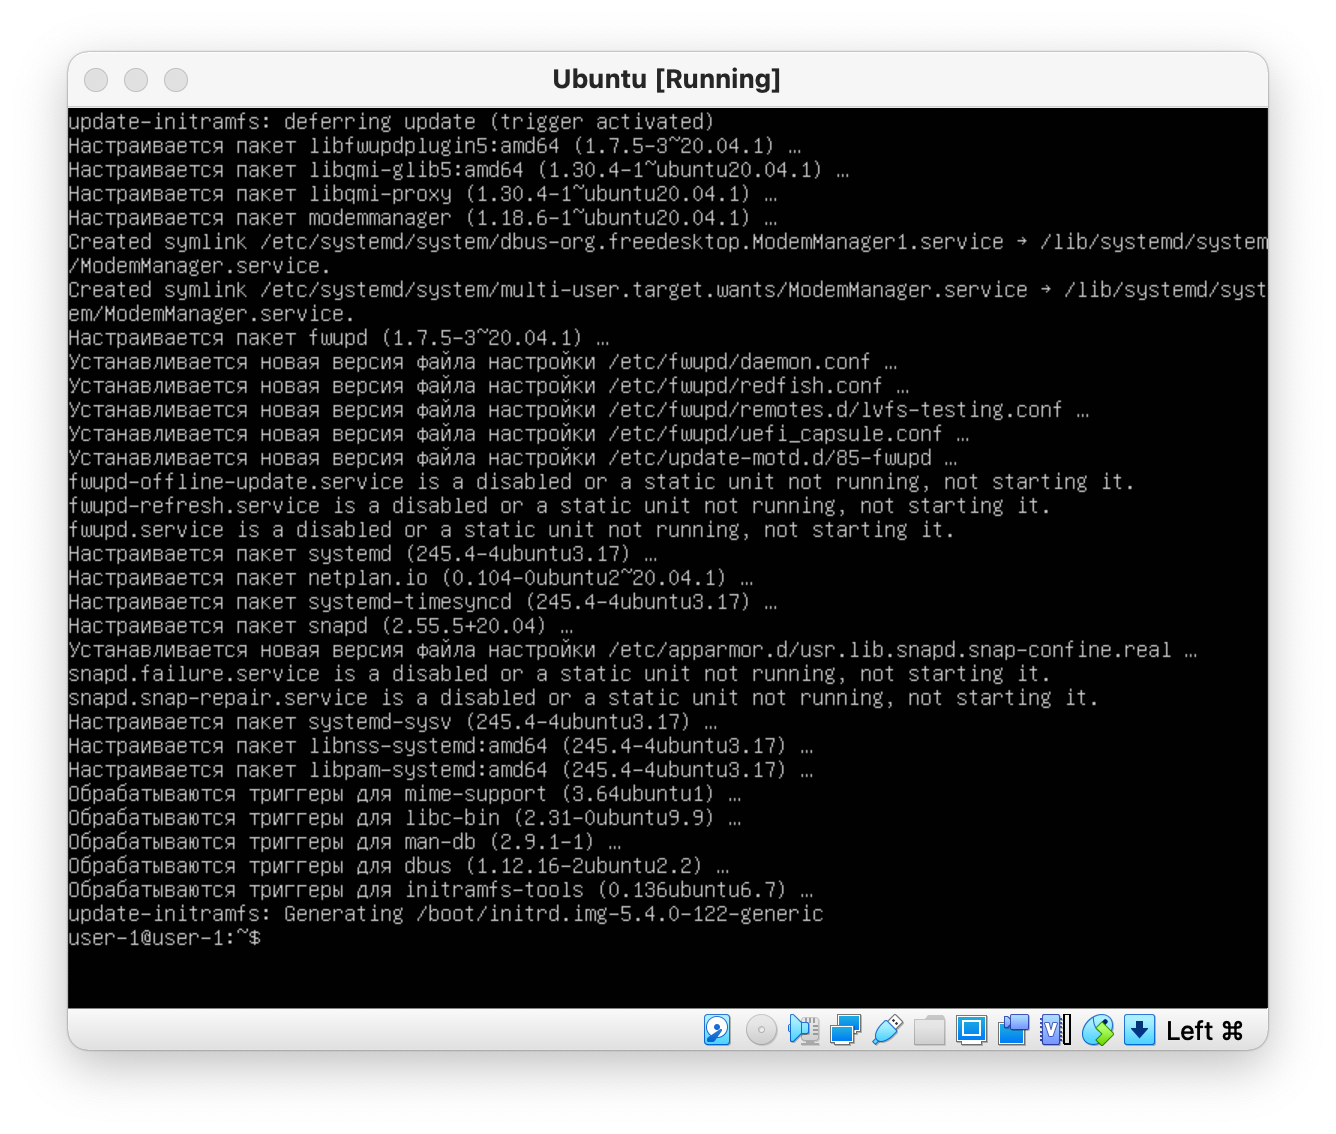 Ubuntu [Running]
update-initramfs: deferring update (trigger activated)
Настраивается пакет libfwupdplugin5:amd64 (1.7.5-3~20.04.1) …
Настраивается пакет libqmi-glib5:amd64 (1.30.4-1~ubuntu20.04.1) …
Настраивается пакет libqmi-proxy (1.30.4-1~ubuntu20.04.1) …
Настраивается пакет modemmanager (1.18.6-1~ubuntu20.04.1) …
Created symlink /etc/systemd/system/dbus-org.freedesktop.ModemManager1.service → /lib/systemd/system
/ModemManager.service.
Created symlink /etc/systemd/system/multi-user.target.wants/ModemManager.service → /lib/systemd/syst
em/ModemManager.service.
Настраивается пакет fwupd (1.7.5-3~20.04.1) …
Устанавливается новая версия файла настройки /etc/fwupd/daemon.conf …
Устанавливается новая версия файла настройки /etc/fwupd/redfish.conf …
Устанавливается новая версия файла настройки /etc/fwupd/remotes.d/lvfs-testing.conf …
Устанавливается новая версия файла настройки /etc/fwupd/uefi_capsule.conf …
Устанавливается новая версия файла настройки /etc/update-motd.d/85-fwupd …
fwupd-offline-update.service is a disabled or a static unit not running, not starting it.
fwupd-refresh.service is a disabled or a static unit not running, not starting it.
fwupd.service is a disabled or a static unit not running, not starting it.
Настраивается пакет systemd (245.4-4ubuntu3.17) …
Настраивается пакет netplan.io (0.104-0ubuntu2~20.04.1) …
Настраивается пакет systemd-timesyncd (245.4-4ubuntu3.17) …
Настраивается пакет snapd (2.55.5+20.04) …
Устанавливается новая версия файла настройки /etc/apparmor.d/usr.lib.snapd.snap-confine.real …
snapd.failure.service is a disabled or a static unit not running, not starting it.
snapd.snap-repair.service is a disabled or a static unit not running, not starting it.
Настраивается пакет systemd-sysv (245.4-4ubuntu3.17) …
Настраивается пакет libnss-systemd:amd64 (245.4-4ubuntu3.17) …
Настраивается пакет libpam-systemd:amd64 (245.4-4ubuntu3.17) …
Обрабатываются триггеры для mime-support (3.64ubuntu1) …
Обрабатываются триггеры для libc-bin (2.31-0ubuntu9.9) …
Обрабатываются триггеры для man-db (2.9.1-1) …
Обрабатываются триггеры для dbus (1.12.16-2ubuntu2.2) …
Обрабатываются триггеры для initramfs-tools (0.136ubuntu6.7) …
update-initramfs: Generating /boot/initrd.img-5.4.0-122-generic
user-1@user-1:~$
Left ⌘